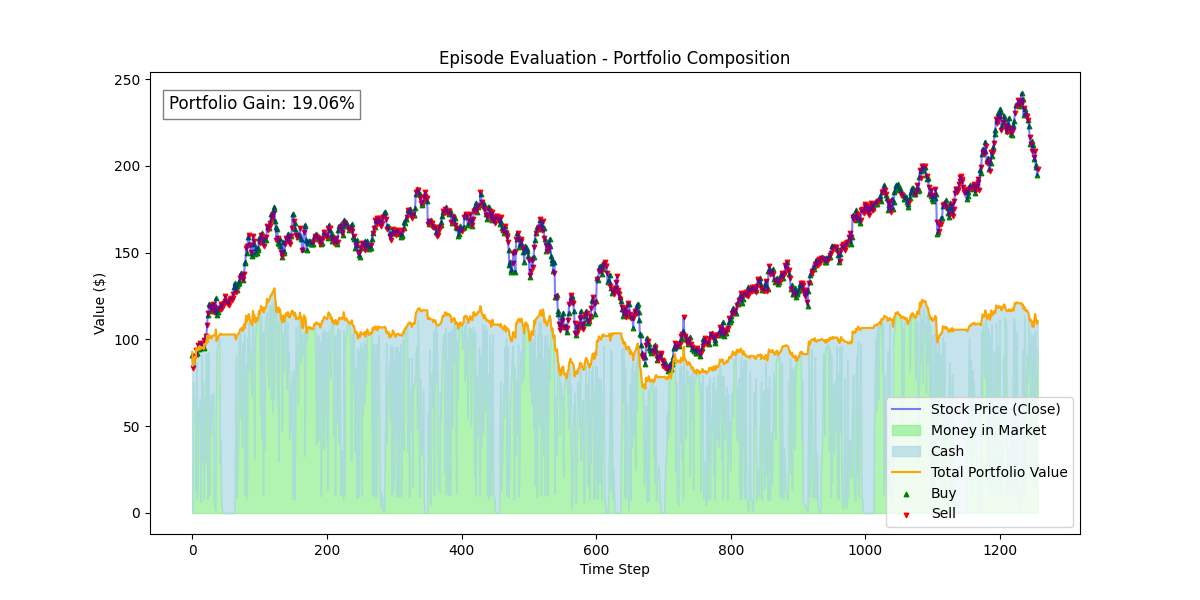 Episode Evaluation - Portfolio Composition
Portfolio Gain: 19.06%
Value ($)
250
200
150
100
50
0
0 200 400 600 800 1000 1200
Time Step
Stock Price (Close)
Money in Market
Cash
Total Portfolio Value
Buy
Sell